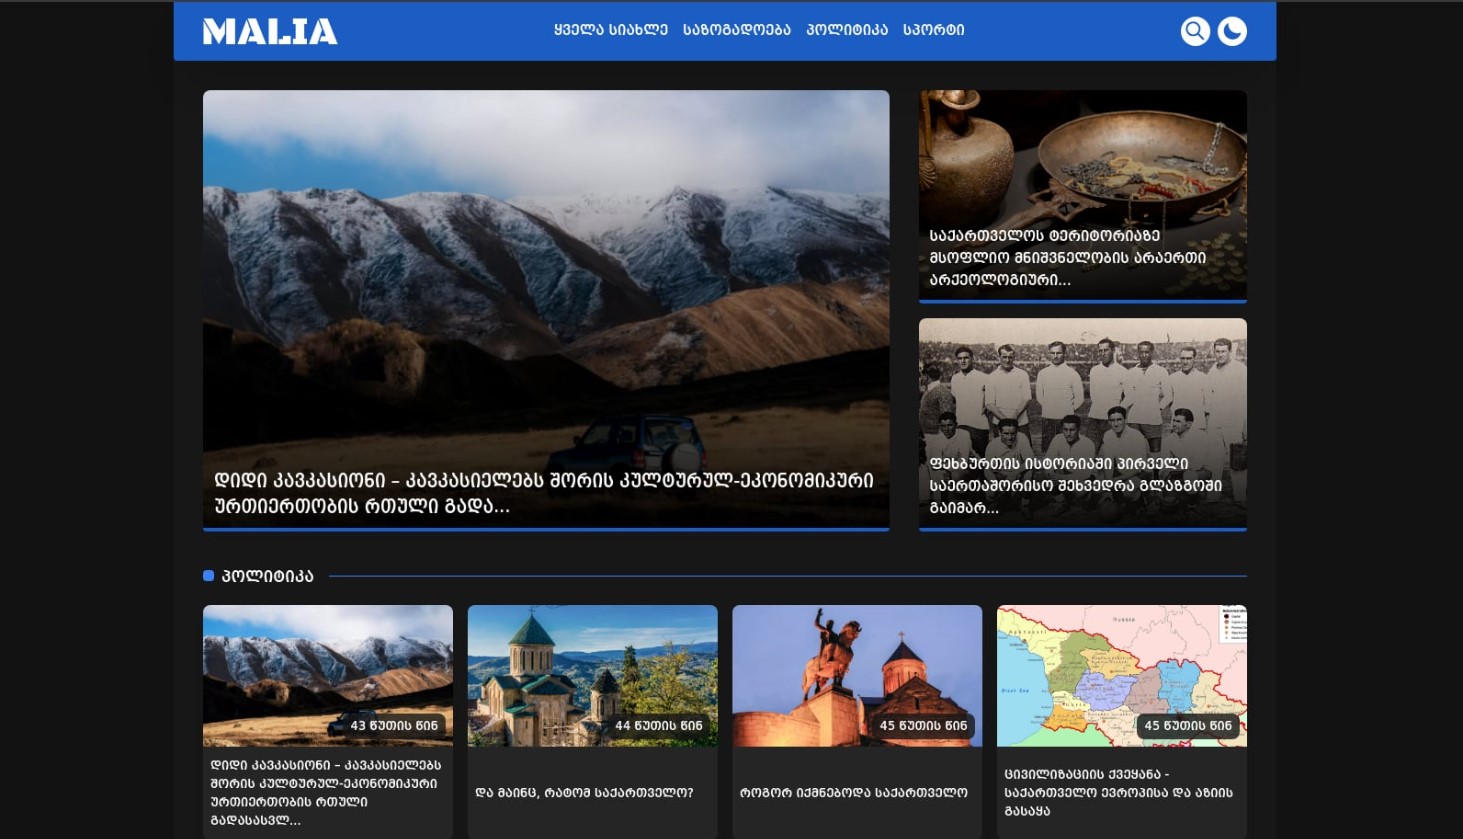 MALIA
ყველა სიახლე საზოგადოება პოლიტიკა სპორტი
საქართველოს ტერიტორიაზე
მსოფლიო მნიშვნელობის არაერთი
არქეოლოგიური...
დიდი კავკასიონი – კავკასიელებს შორის კულტურულ-ეკონომიკური
ურთიერთობის რთული გადა...
ფეხბურთის ისტორიაში პირველი
საერთაშორისო შეხვედრა გლაზგოში
გაიმარ...
პოლიტიკა
43 წუთის წინ
44 წუთის წინ
45 წუთის წინ
Russia
Black Sea
45 წუთის წინ
დიდი კავკასიონი – კავკასიელებს
შორის კულტურულ-ეკონომიკური
ურთიერთობის რთული
გადასასვლ...
და მაინც, რატომ საქართველო?
როგორ იქმნებოდა საქართველო
ცივილიზაციის ქვეყანა -
საქართველო ევროპისა და აზიის
გასაყა